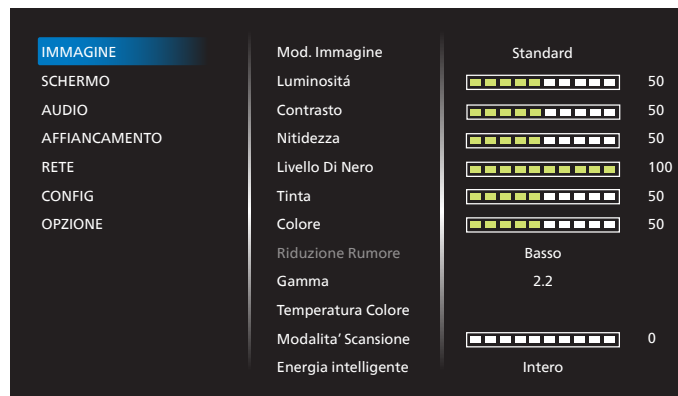 IMMAGINE Mod. Immagine Standard
SCHERMO Luminositá 50
AUDIO Contrasto 50
AFFIANCAMENTO Nitidezza 50
RETE Livello Di Nero 100
CONFIG Tinta 50
OPZIONE Colore 50
Riduzione Rumore Basso
Gamma 2.2
Temperatura Colore
Modalita’ Scansione 0
Energia intelligente Intero